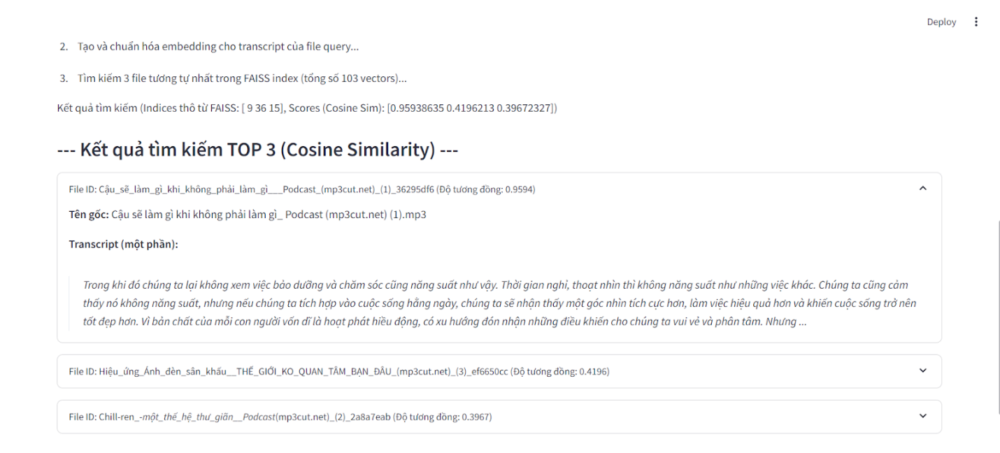 Deploy
2. Tạo và chuẩn hóa embedding cho transcript của file query...
3. Tìm kiếm 3 file tương tự nhất trong FAISS index (tổng số 103 vectors)...
Kết quả tìm kiếm (Indices thô từ FAISS: [ 9 36 15], Scores (Cosine Sim): [0.95938635 0.4196213 0.39672327])
--- Kết quả tìm kiếm TOP 3 (Cosine Similarity) ---
File ID: Cậu_sẽ_làm_gì_khi_không_phải_làm_gì___Podcast_(mp3cut.net)_(1)_36295df6 (Độ tương đồng: 0.9594)
Tên gốc: Cậu sẽ làm gì khi không phải làm gì_ Podcast (mp3cut.net) (1).mp3
Transcript (một phần):
Trong khi đó chúng ta lại không xem việc bảo dưỡng và chăm sóc cũng năng suất như vậy. Thời gian nghỉ, thoạt nhìn thì không năng suất như những việc khác. Chúng ta cũng cảm
thấy nó không năng suất, nhưng nếu chúng ta tích hợp vào cuộc sống hằng ngày, chúng ta sẽ nhận thấy một góc nhìn tích cực hơn, làm việc hiệu quả hơn và khiến cuộc sống trở nên
tốt đẹp hơn. Vì bản chất của mỗi con người vốn dĩ là hoạt phát hiều động, có xu hướng đón nhận những điều khiến cho chúng ta vui vẻ và phân tâm. Nhưng ...
File ID: Hiệu_ứng_Ánh_đèn_sân_khấu__THẾ_GIỚI_KO_QUAN_TÂM_BẠN_ĐÂU_(mp3cut.net)_(3)_ef6650cc (Độ tương đồng: 0.4196)
File ID: Chill-ren_-một_thế_hệ_thư_giãn__Podcast(mp3cut.net)_(2)_2a8a7eab (Độ tương đồng: 0.3967)